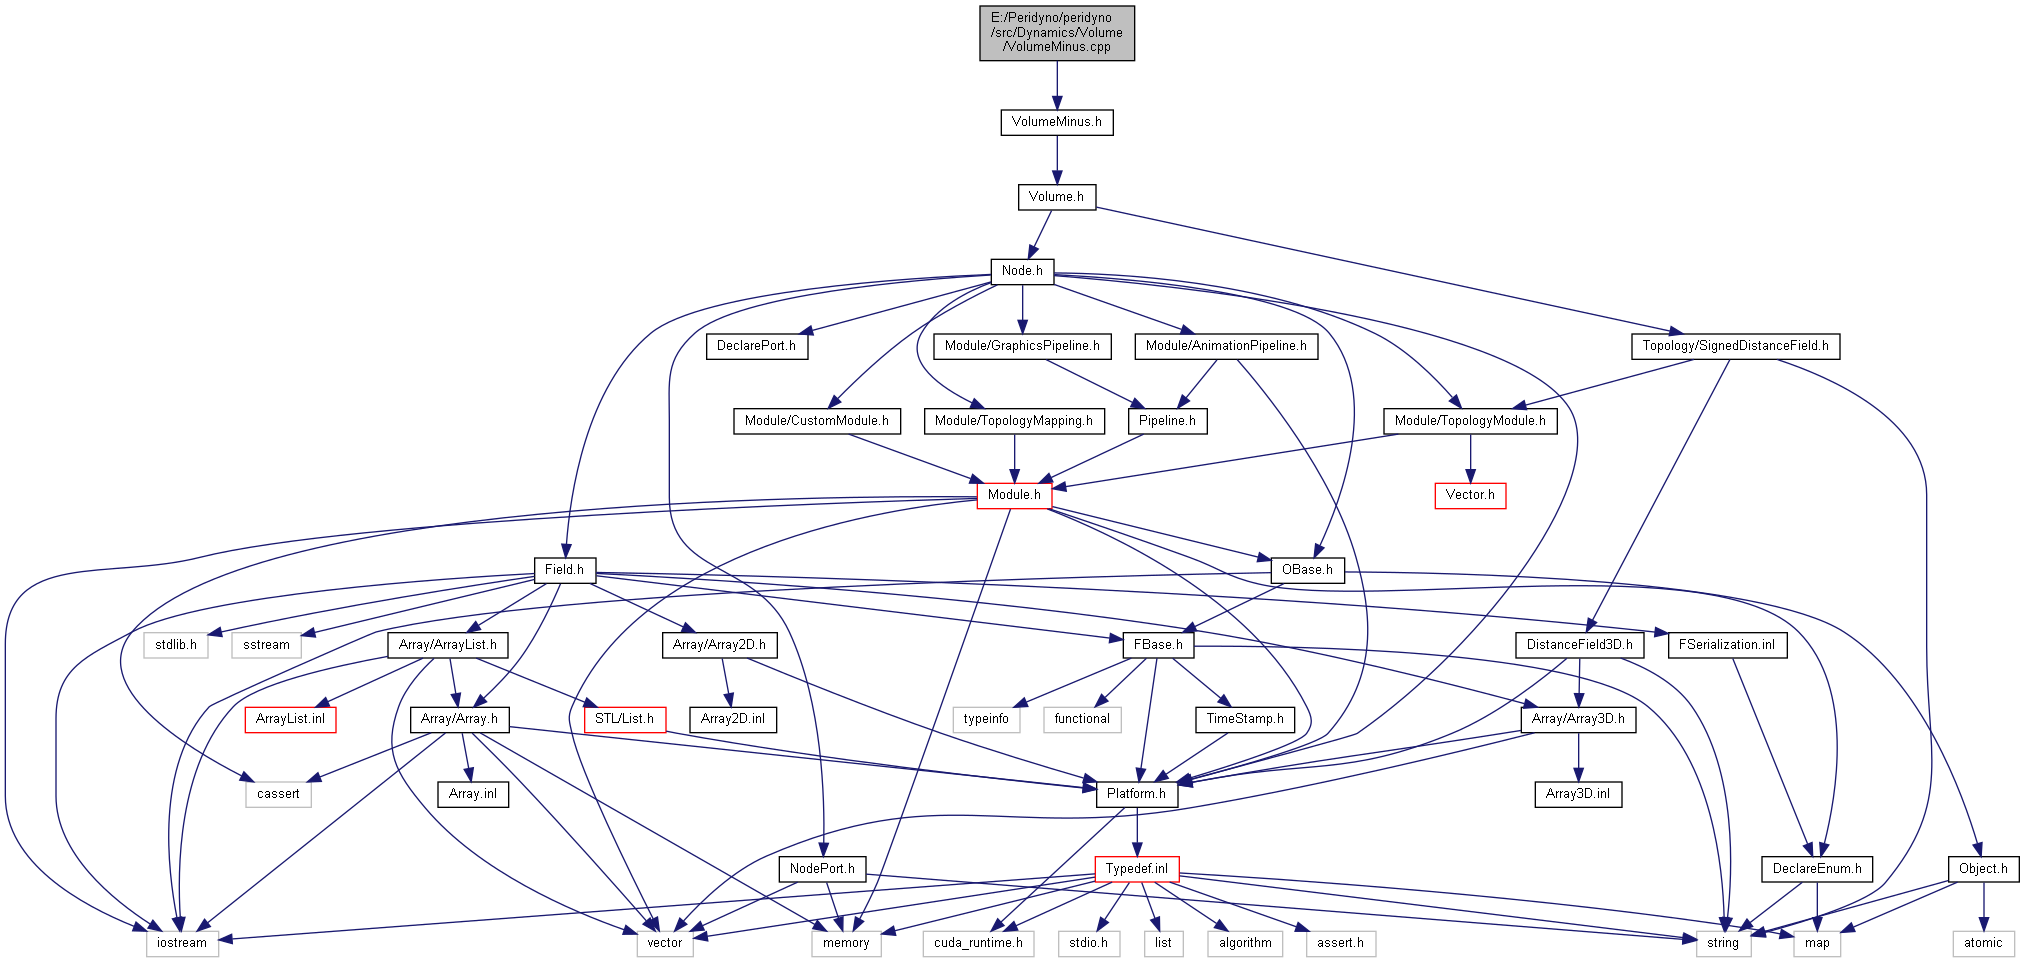 E:/Peridyno/peridyno
/src/Dynamics/Volume
/VolumeMinus.cpp
VolumeMinus.h
Volume.h
Node.h
DeclarePort.h
Module/GraphicsPipeline.h
Module/AnimationPipeline.h
Topology/SignedDistanceField.h
Module/CustomModule.h
Module/TopologyMapping.h
Pipeline.h
Module/TopologyModule.h
Module.h
Vector.h
Field.h
OBase.h
stdlib.h
sstream
Array/ArrayList.h
Array/Array2D.h
FBase.h
DistanceField3D.h
FSerialization.inl
ArrayList.inl
Array/Array.h
STL/List.h
Array2D.inl
typeinfo
functional
TimeStamp.h
Array/Array3D.h
cassert
Array.inl
Platform.h
Array3D.inl
NodePort.h
Typedef.inl
DeclareEnum.h
Object.h
iostream
vector
memory
cuda_runtime.h
stdio.h
list
algorithm
assert.h
string
map
atomic